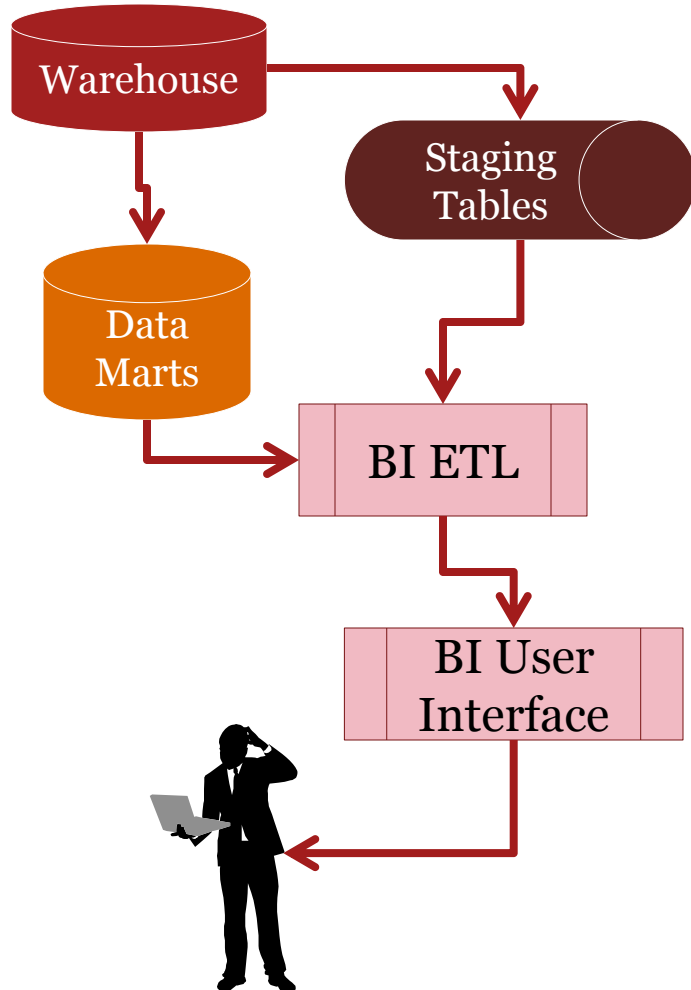 Warehouse
Staging
Tables
Data
Marts
BI ETL
BI User
Interface